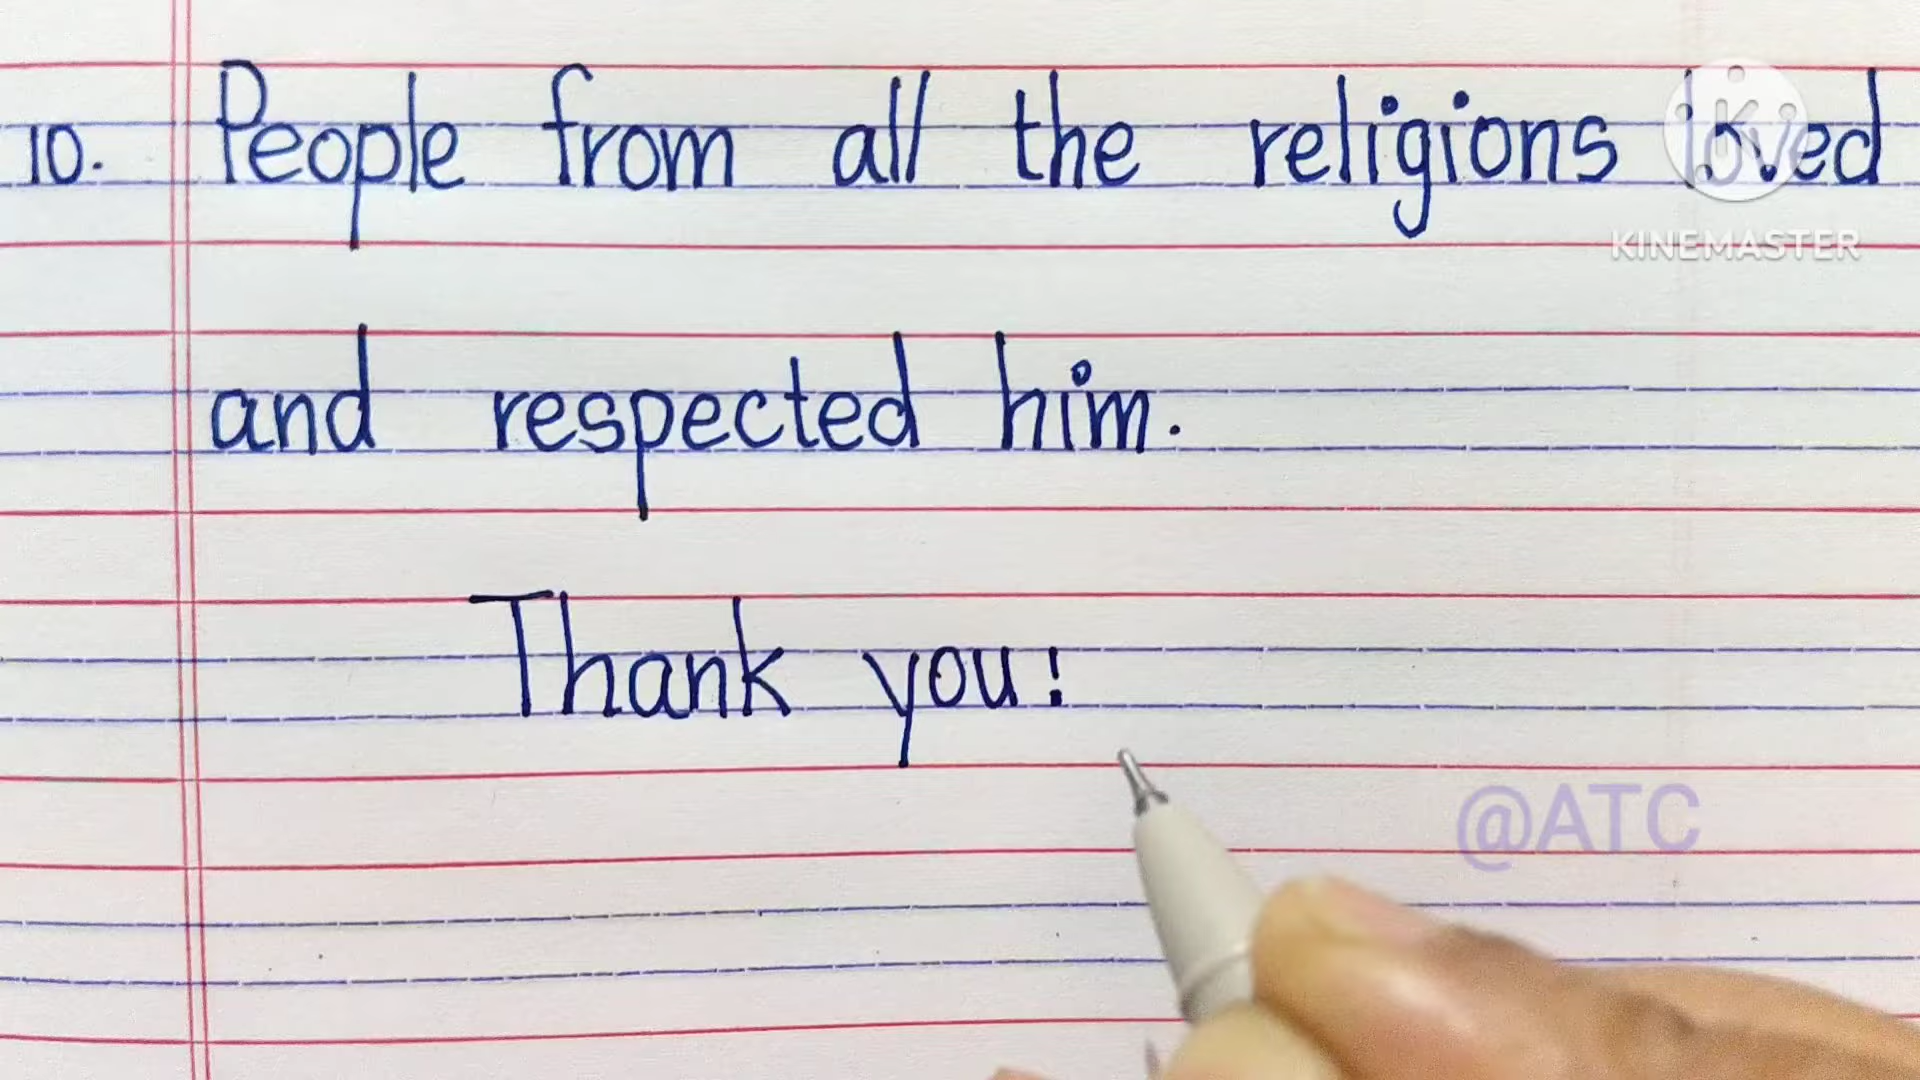 10. People from all the religions loved
KINEMASTER
and respected him.
Thank you!
@ATC